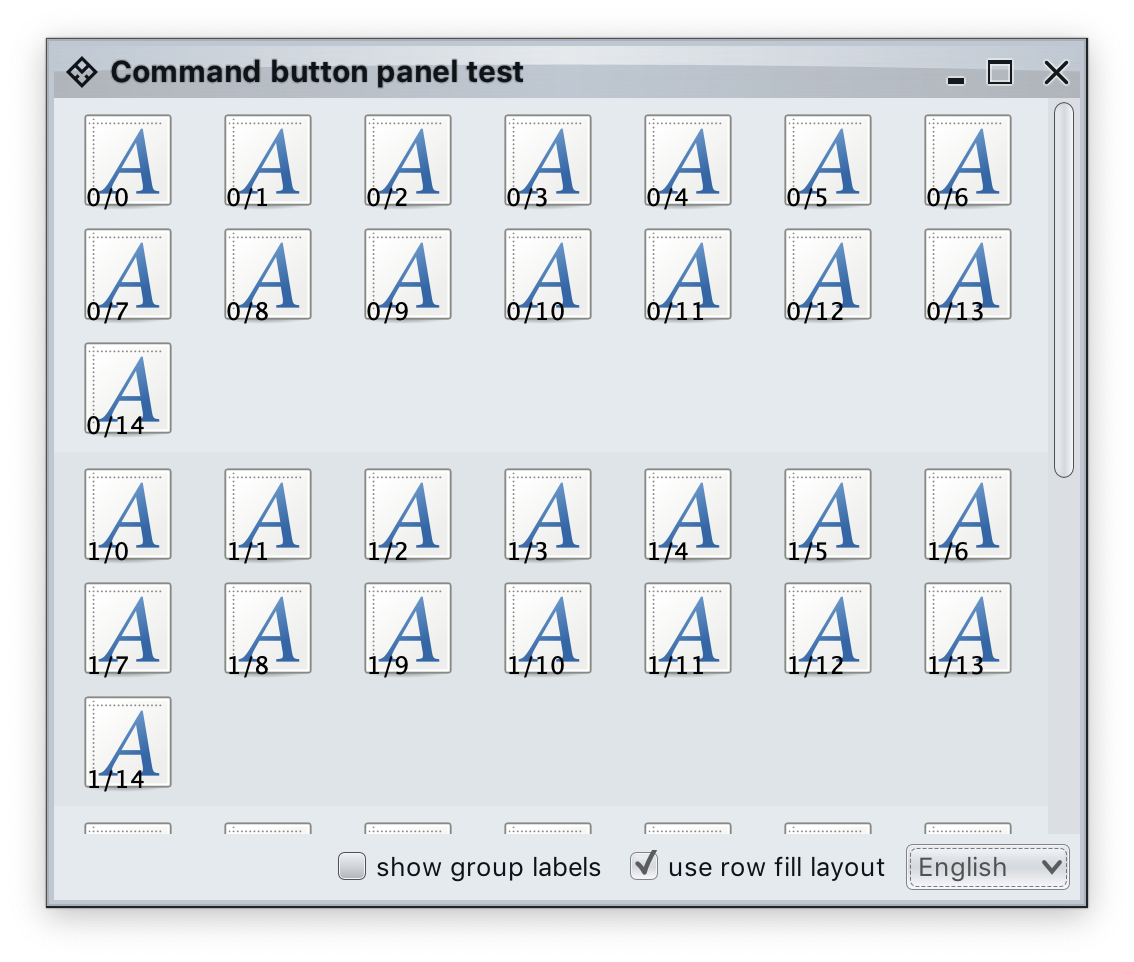 Command button panel test
A A A A A A A
0/0 0/1 0/2 0/3 0/4 0/5 0/6
A A A A A A A
0/7 0/8 0/9 0/10 0/11 0/12 0/13
A
0/14
A A A A A A A
1/0 1/1 1/2 1/3 1/4 1/5 1/6
A A A A A A A
1/7 1/8 1/9 1/10 1/11 1/12 1/13
A
1/14
show group labels use row fill layout English